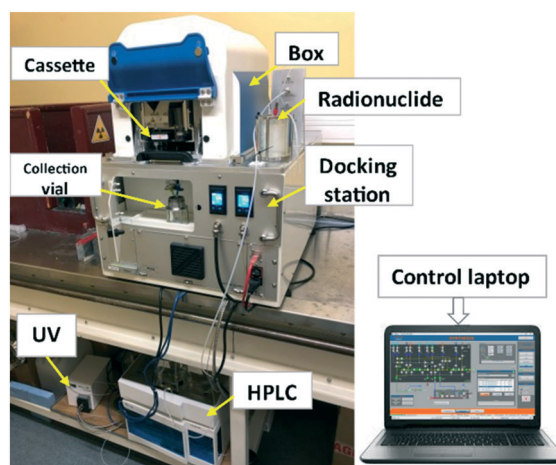 Box
Cassette
Radionuclide
Collection
vial
Docking
station
Control laptop
UV
HPLC